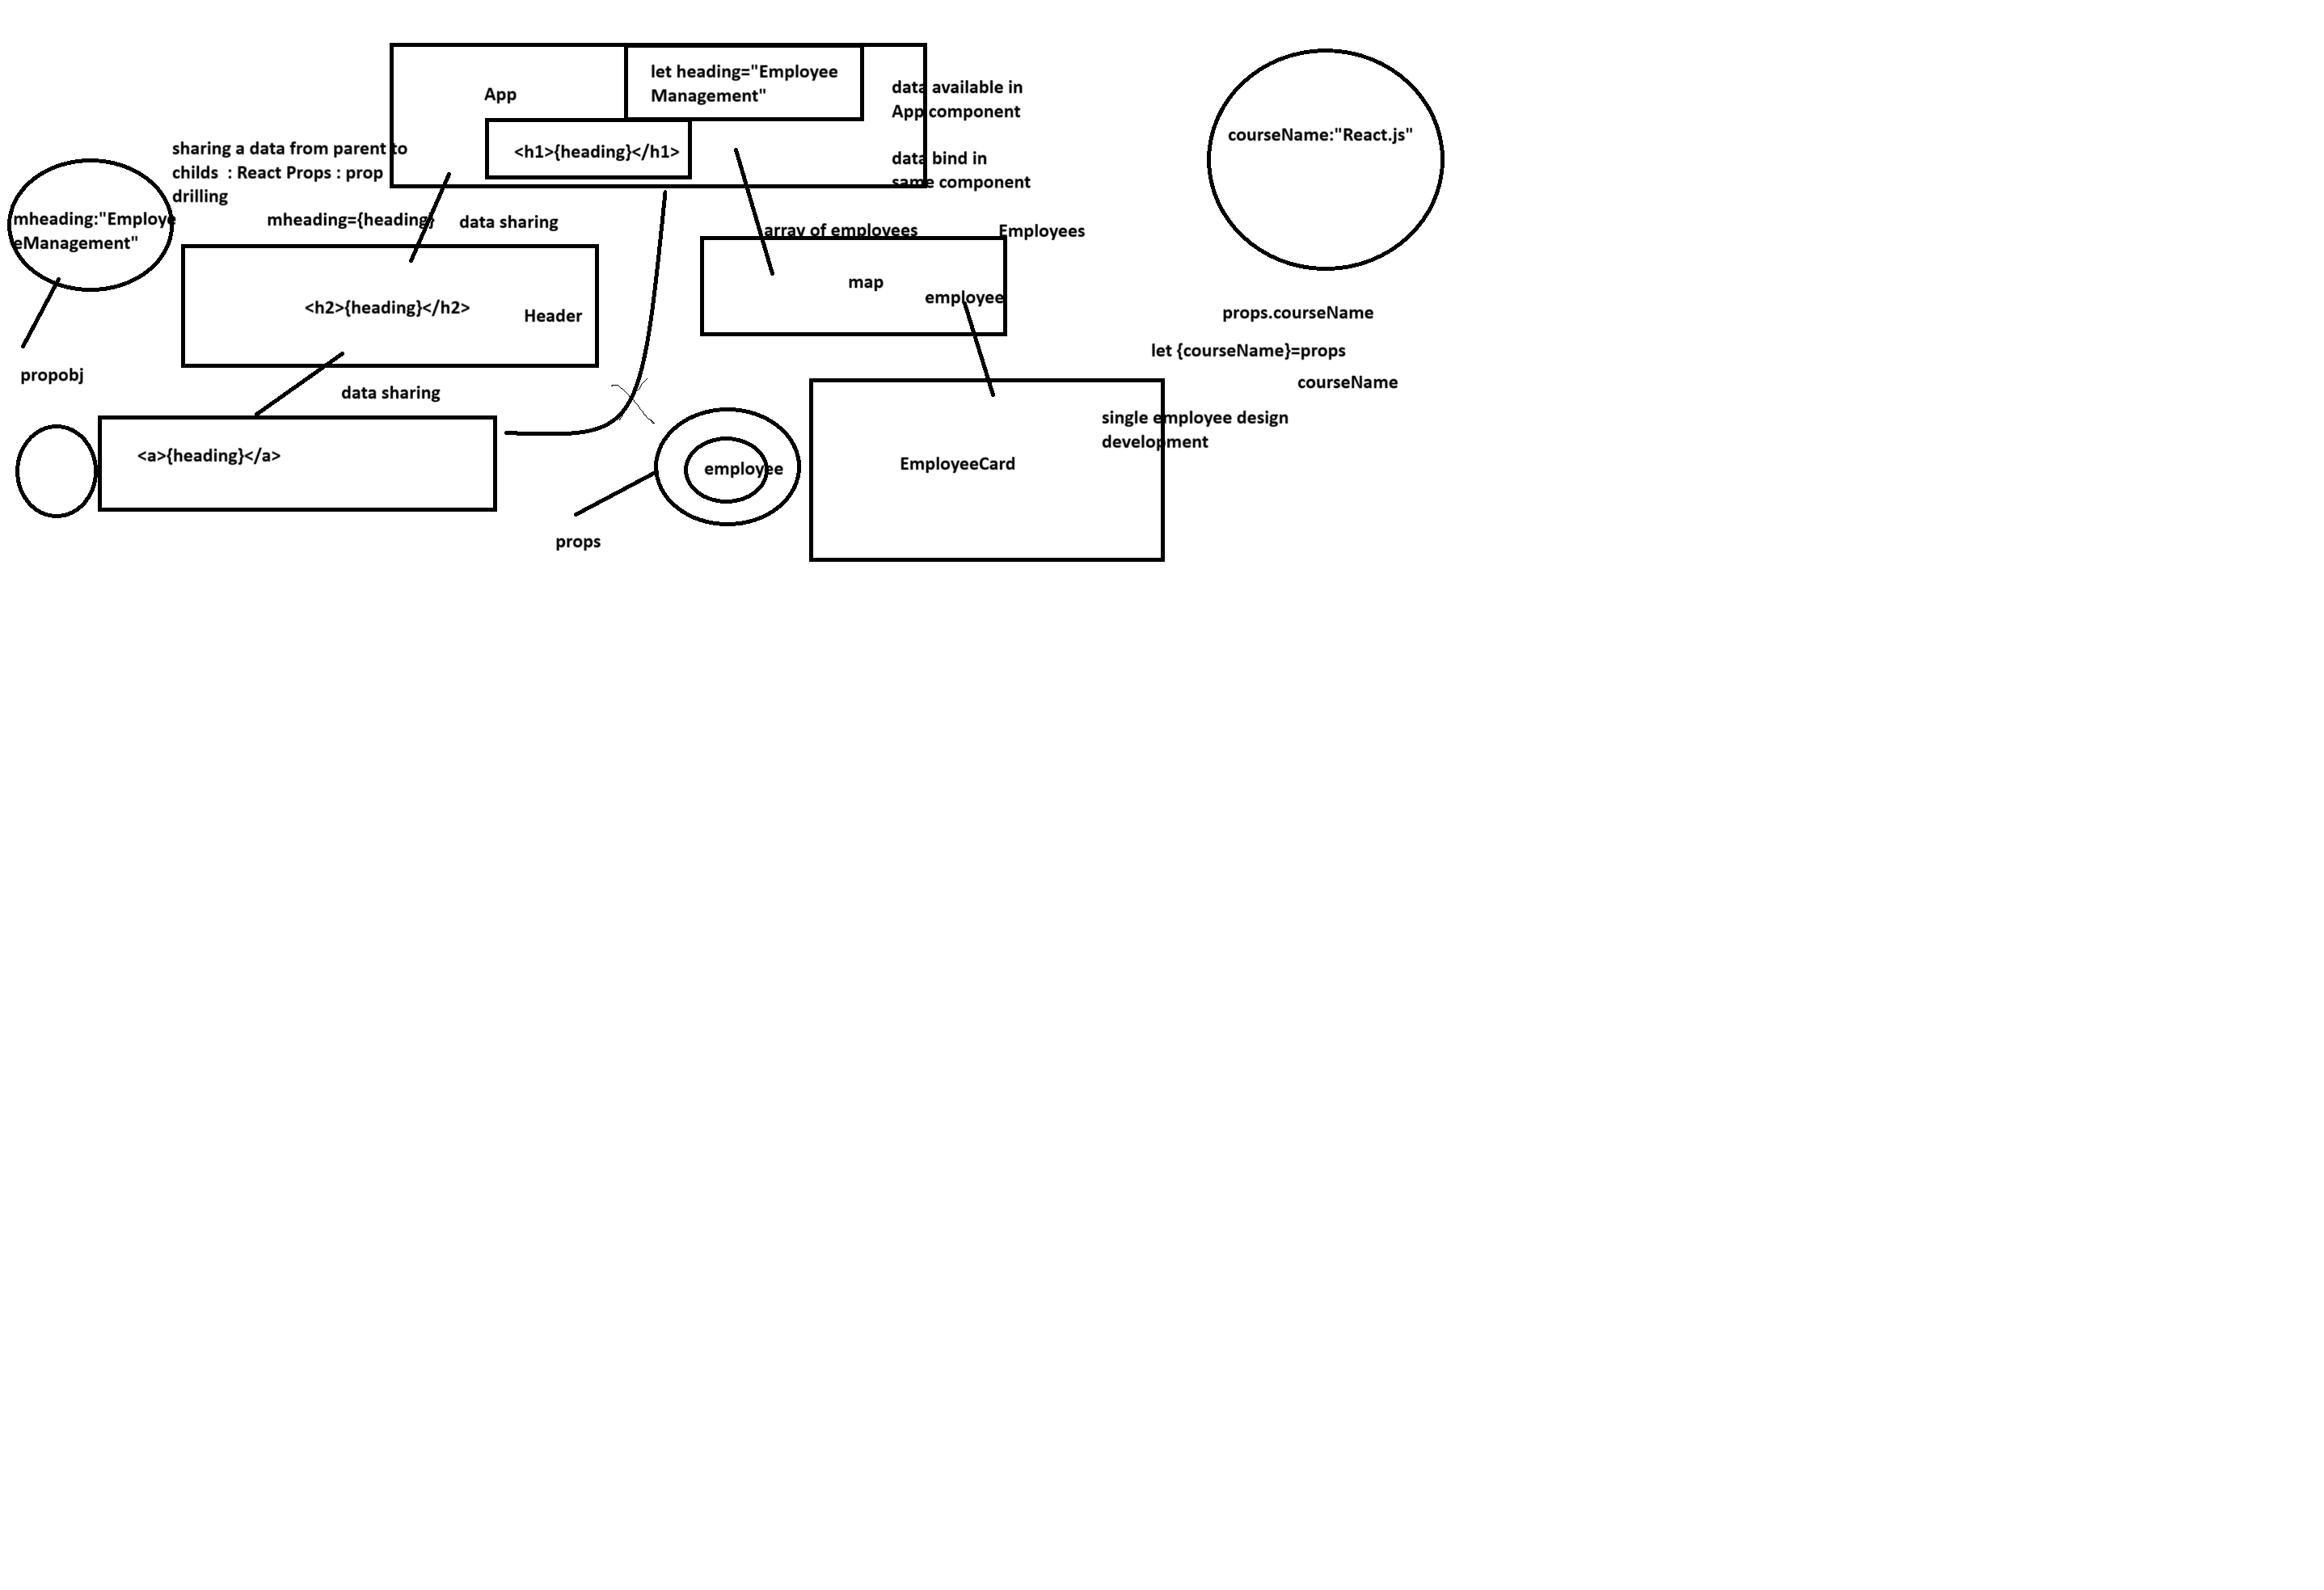 let heading="Employee
Management"
App
data available in
App component
<h1>{heading}</h1>
data bind in
same component
courseName:"React.js"
sharing a data from parent to
childs  : React Props : prop
drilling
mheading:"Employe
eManagement"
mheading={heading}
data sharing
array of employees
Employees
<h2>{heading}</h2>
Header
map
employee
props.courseName
let {courseName}=props
courseName
propobj
data sharing
single employee design
development
<a>{heading}</a>
employee
EmployeeCard
props